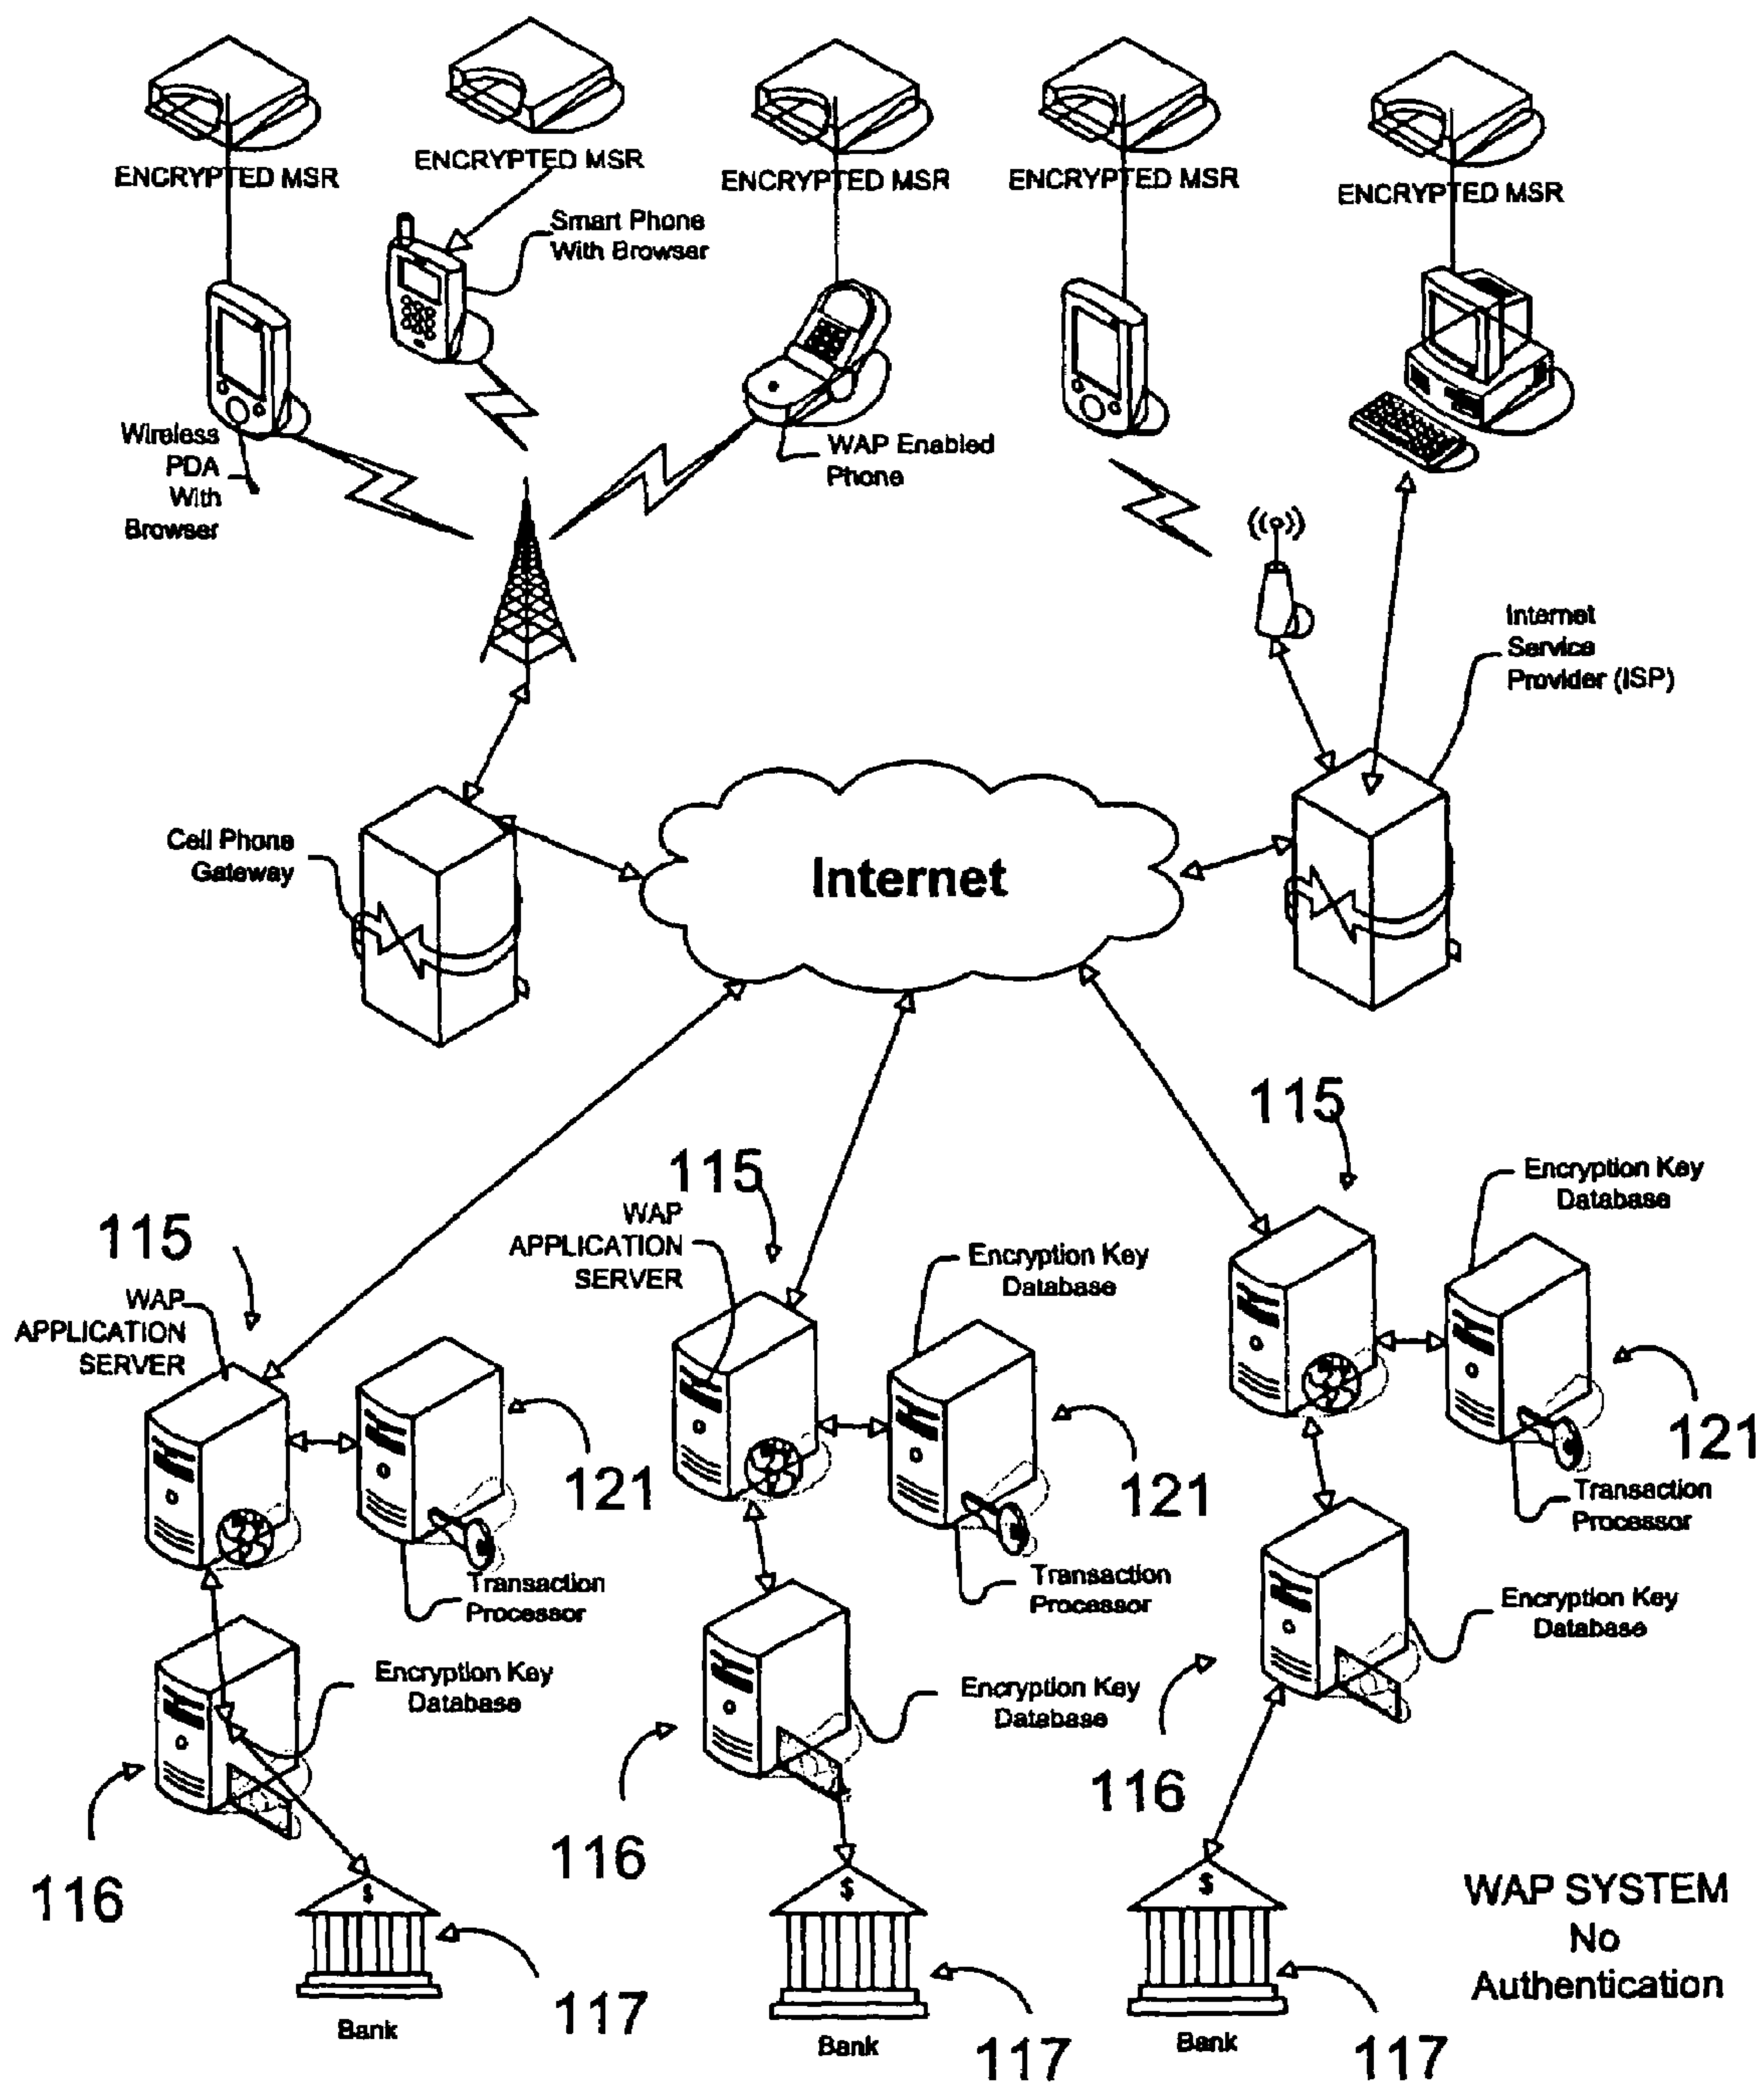 ENCRYPTED MSR
ENCRYPTED MSR
ENCRYPTED MSR
ENCRYPTED MSR
ENCRYPTED MSR
Smart Phone
With Browser
Wireless
PDA
With
Browser
WAP Enabled
Phone
((o))
Internet
Service
Provider (ISP)
Cell Phone
Gateway
Internet
115
WAP
APPLICATION
SERVER
121
Transaction
Processor
Encryption Key
Database
116
$
Bank
117
115
WAP
APPLICATION
SERVER
Encryption Key
Database
121
Transaction
Processor
Encryption Key
Database
116
$
Bank
117
115
Encryption Key
Database
121
Transaction
Processor
Encryption Key
Database
116
$
Bank
117
WAP SYSTEM
No
Authentication